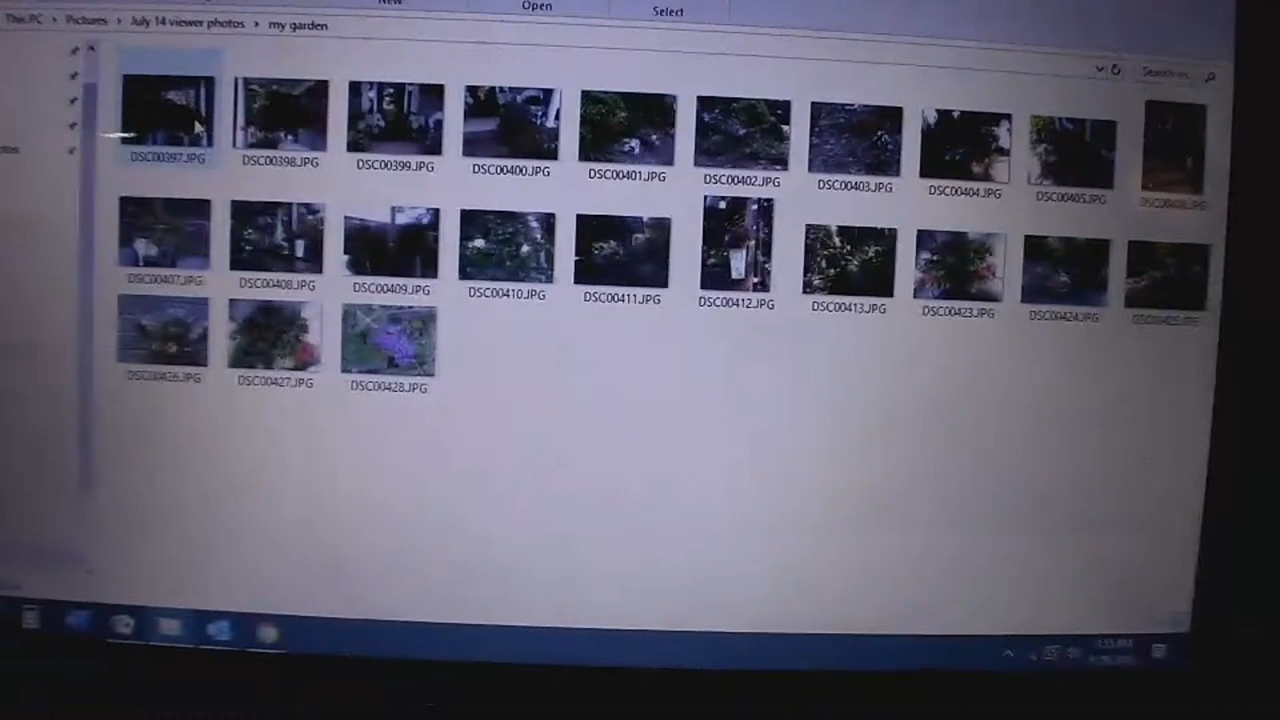 New Open Select
This PC > Pictures > July 14 viewer photos > my garden
Search
DSC00397.JPG DSC00398.JPG DSC00399.JPG DSC00400.JPG DSC00401.JPG DSC00402.JPG DSC00403.JPG DSC00404.JPG DSC00405.JPG
DSC00407.JPG DSC00408.JPG DSC00409.JPG DSC00410.JPG DSC00411.JPG DSC00412.JPG DSC00413.JPG DSC00423.JPG DSC00424.JPG
DSC00426.JPG DSC00427.JPG DSC00428.JPG